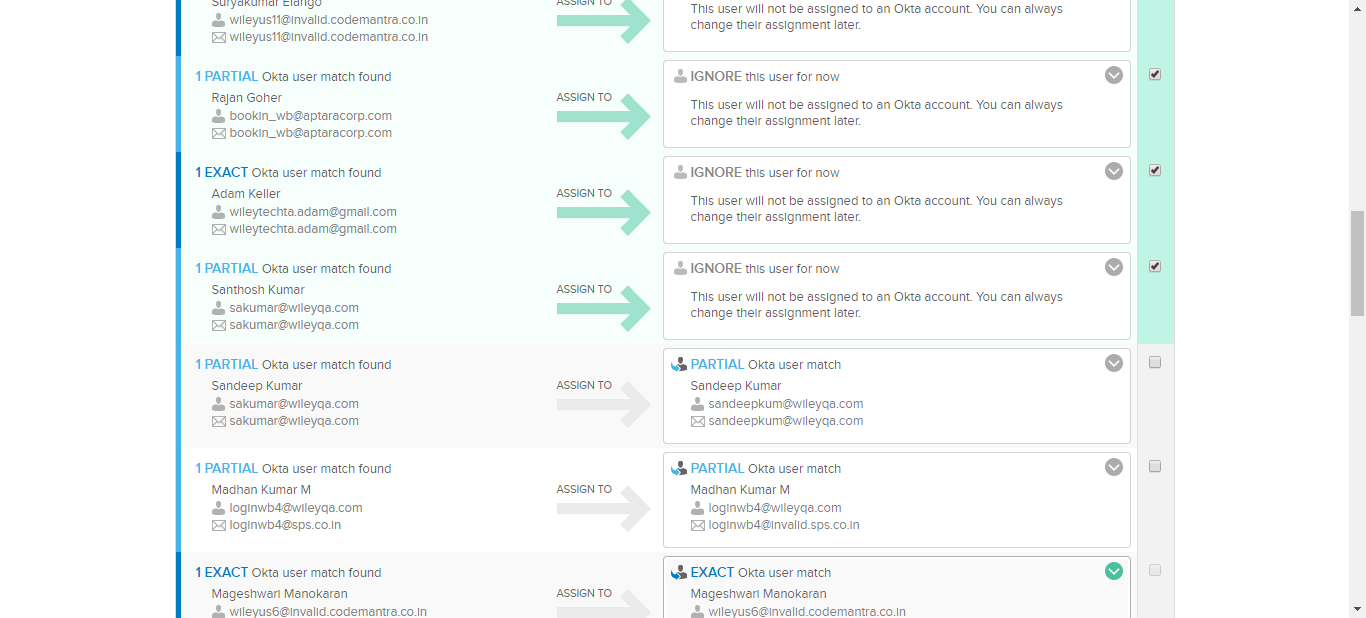 Suryakumar Elango
ASSIGN TO
wileyus11@invalid.codemantra.co.in
wileyus11@invalid.codemantra.co.in
This user will not be assigned to an Okta account. You can always
change their assignment later.
1 PARTIAL Okta user match found
Rajan Goher
bookin_wb@aptaracorp.com
bookin_wb@aptaracorp.com
ASSIGN TO
IGNORE this user for now
This user will not be assigned to an Okta account. You can always
change their assignment later.
1 EXACT Okta user match found
Adam Keller
wileytechta.adam@gmail.com
wileytechta.adam@gmail.com
ASSIGN TO
IGNORE this user for now
This user will not be assigned to an Okta account. You can always
change their assignment later.
1 PARTIAL Okta user match found
Santhosh Kumar
sakumar@wileyqa.com
sakumar@wileyqa.com
ASSIGN TO
IGNORE this user for now
This user will not be assigned to an Okta account. You can always
change their assignment later.
1 PARTIAL Okta user match found
Sandeep Kumar
sakumar@wileyqa.com
sakumar@wileyqa.com
ASSIGN TO
PARTIAL Okta user match
Sandeep Kumar
sandeepkum@wileyqa.com
sandeepkum@wileyqa.com
1 PARTIAL Okta user match found
Madhan Kumar M
loginwb4@wileyqa.com
loginwb4@sps.co.in
ASSIGN TO
PARTIAL Okta user match
Madhan Kumar M
loginwb4@wileyqa.com
loginwb4@invalid.sps.co.in
1 EXACT Okta user match found
Mageshwari Manokaran
wileyus6@invalid.codemantra.co.in
ASSIGN TO
EXACT Okta user match
Mageshwari Manokaran
wileyus6@invalid.codemantra.co.in